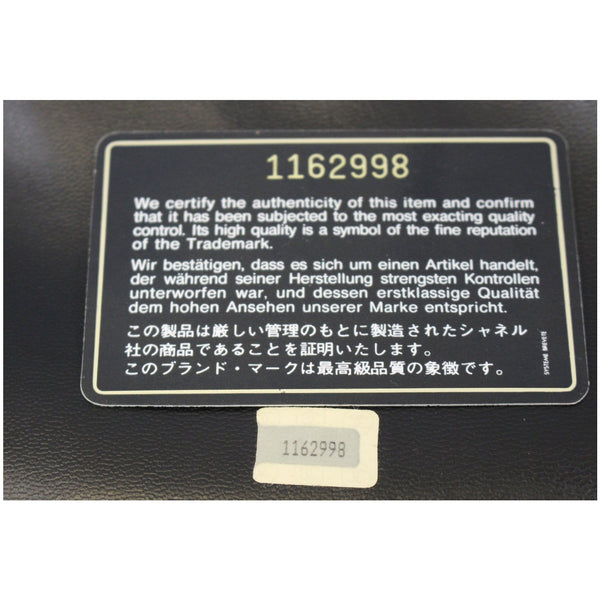 1162998
We certify the authenticity of this item and confirm
that it has been subjected to the most exacting quality
control. Its high quality is a symbol of the fine reputation
of the Trademark.
Wir bestätigen, dass es sich um einen Artikel handelt,
der während seiner Herstellung strengsten Kontrollen
unterworfen war, und dessen erstklassige Qualität
dem hohen Ansehen unserer Marke entspricht.
この製品は厳しい管理のもとに製造されたシャネル
社の商品であることを証明いたします。
このブランド・マークは最高級品質の象徴です。
SYSTEME BREVETE
1162998